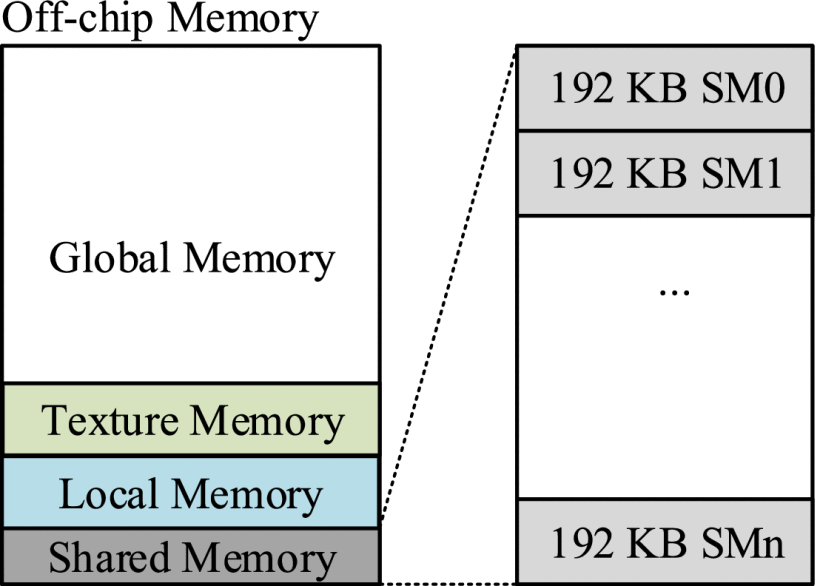 Off-chip Memory
Global Memory
Texture Memory
Local Memory
Shared Memory
192 KB SM0
192 KB SM1
...
192 KB SMn